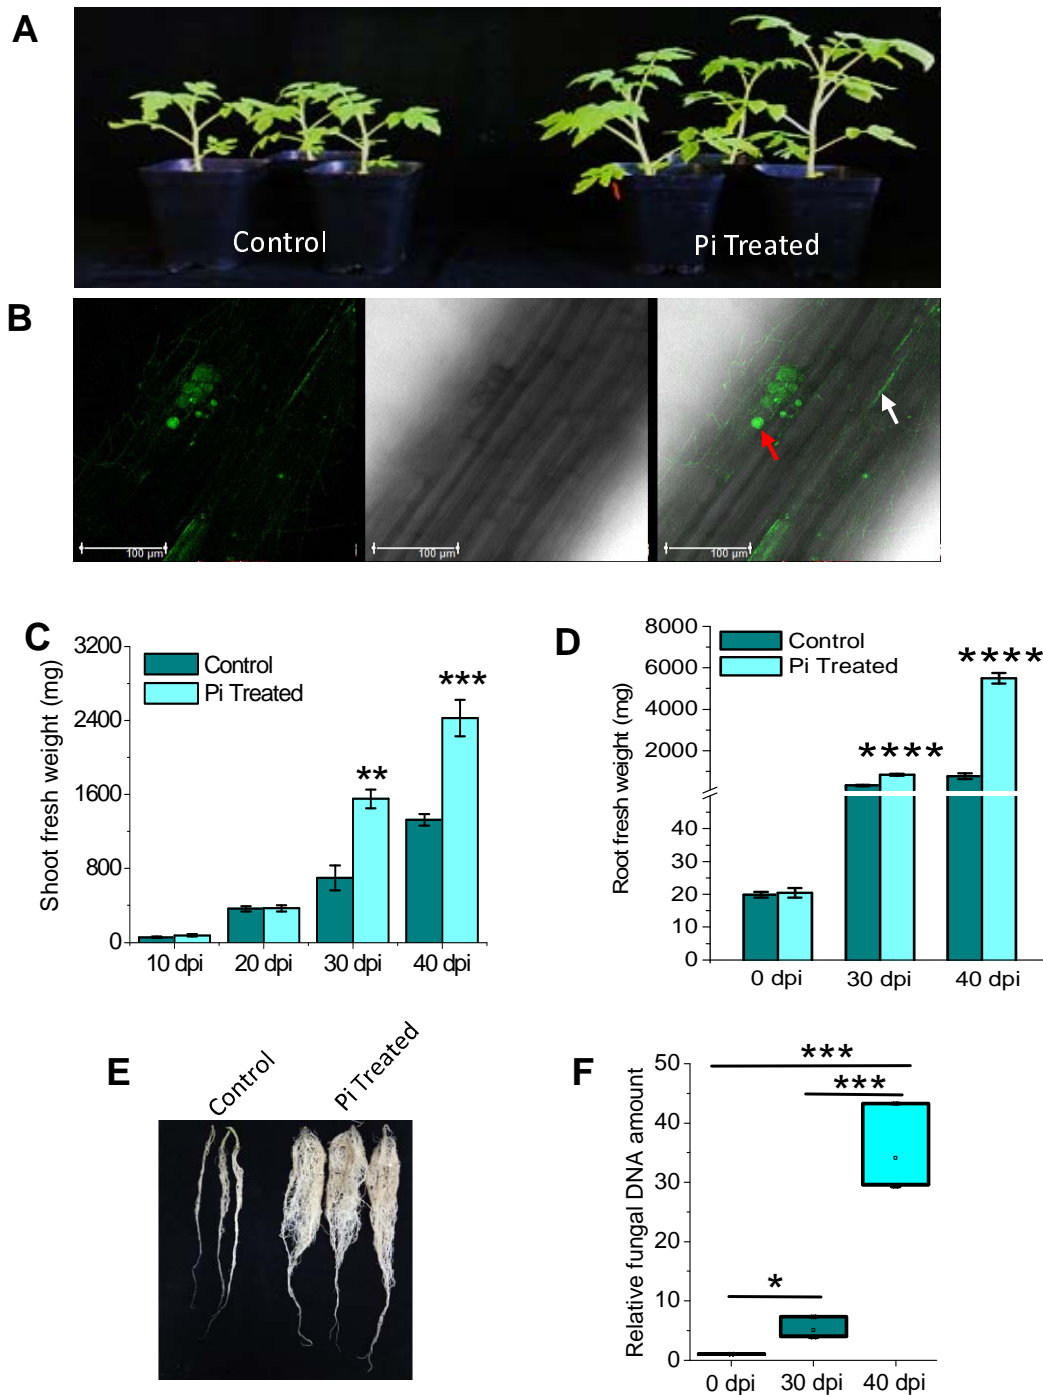 A
Control
Pi Treated
B
100 µm
100 µm
100 µm
C
Shoot fresh weight (mg)
3200
2400
1600
800
0
Control
Pi Treated
**
***
10 dpi
20 dpi
30 dpi
40 dpi
D
Root fresh weight (mg)
8000
6000
4000
2000
40
30
20
10
0
Control
Pi Treated
****
****
0 dpi
30 dpi
40 dpi
E
Control
Pi Treated
F
Relative fungal DNA amount
50
40
30
20
10
0
***
***
*
0 dpi
30 dpi
40 dpi